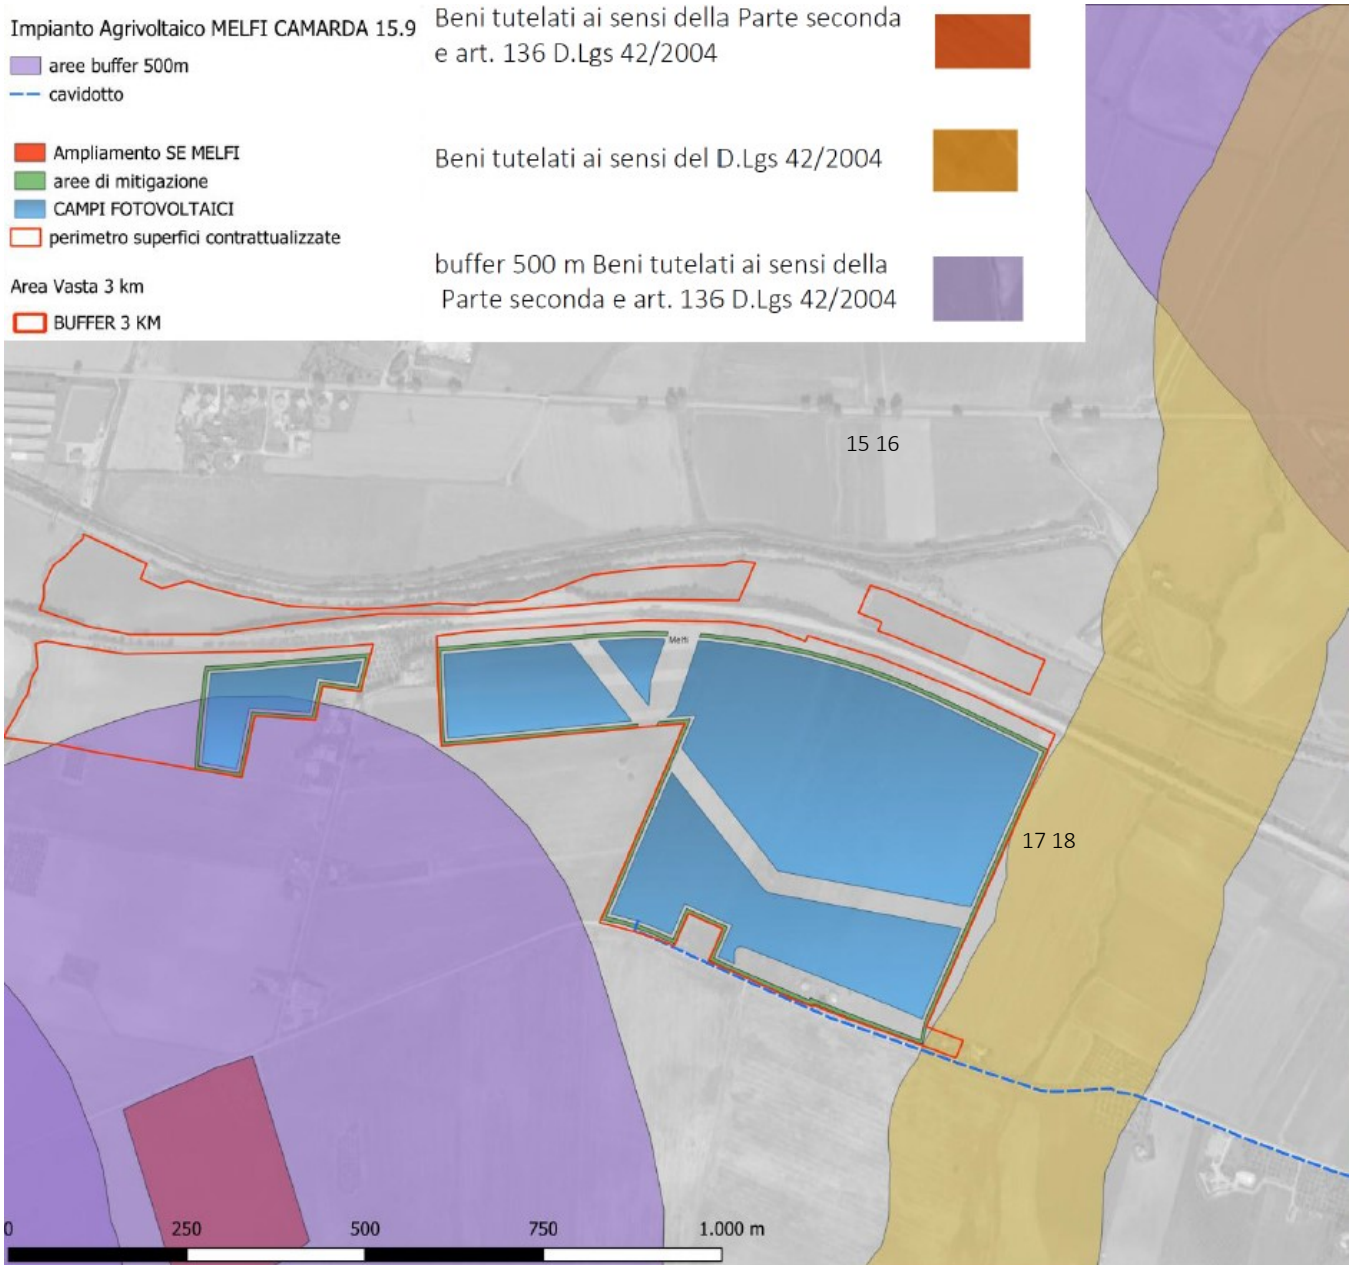 Impianto Agrivoltaico MELFI CAMARDA 15.9
aree buffer 500m
cavidotto
Ampliamento SE MELFI
aree di mitigazione
CAMPI FOTOVOLTAICI
perimetro superfici contrattualizzate
Area Vasta 3 km
BUFFER 3 KM
Beni tutelati ai sensi della Parte seconda
e art. 136 D.Lgs 42/2004
Beni tutelati ai sensi del D.Lgs 42/2004
buffer 500 m Beni tutelati ai sensi della
Parte seconda e art. 136 D.Lgs 42/2004
15 16
Melfi
17 18
0 250 500 750 1.000 m